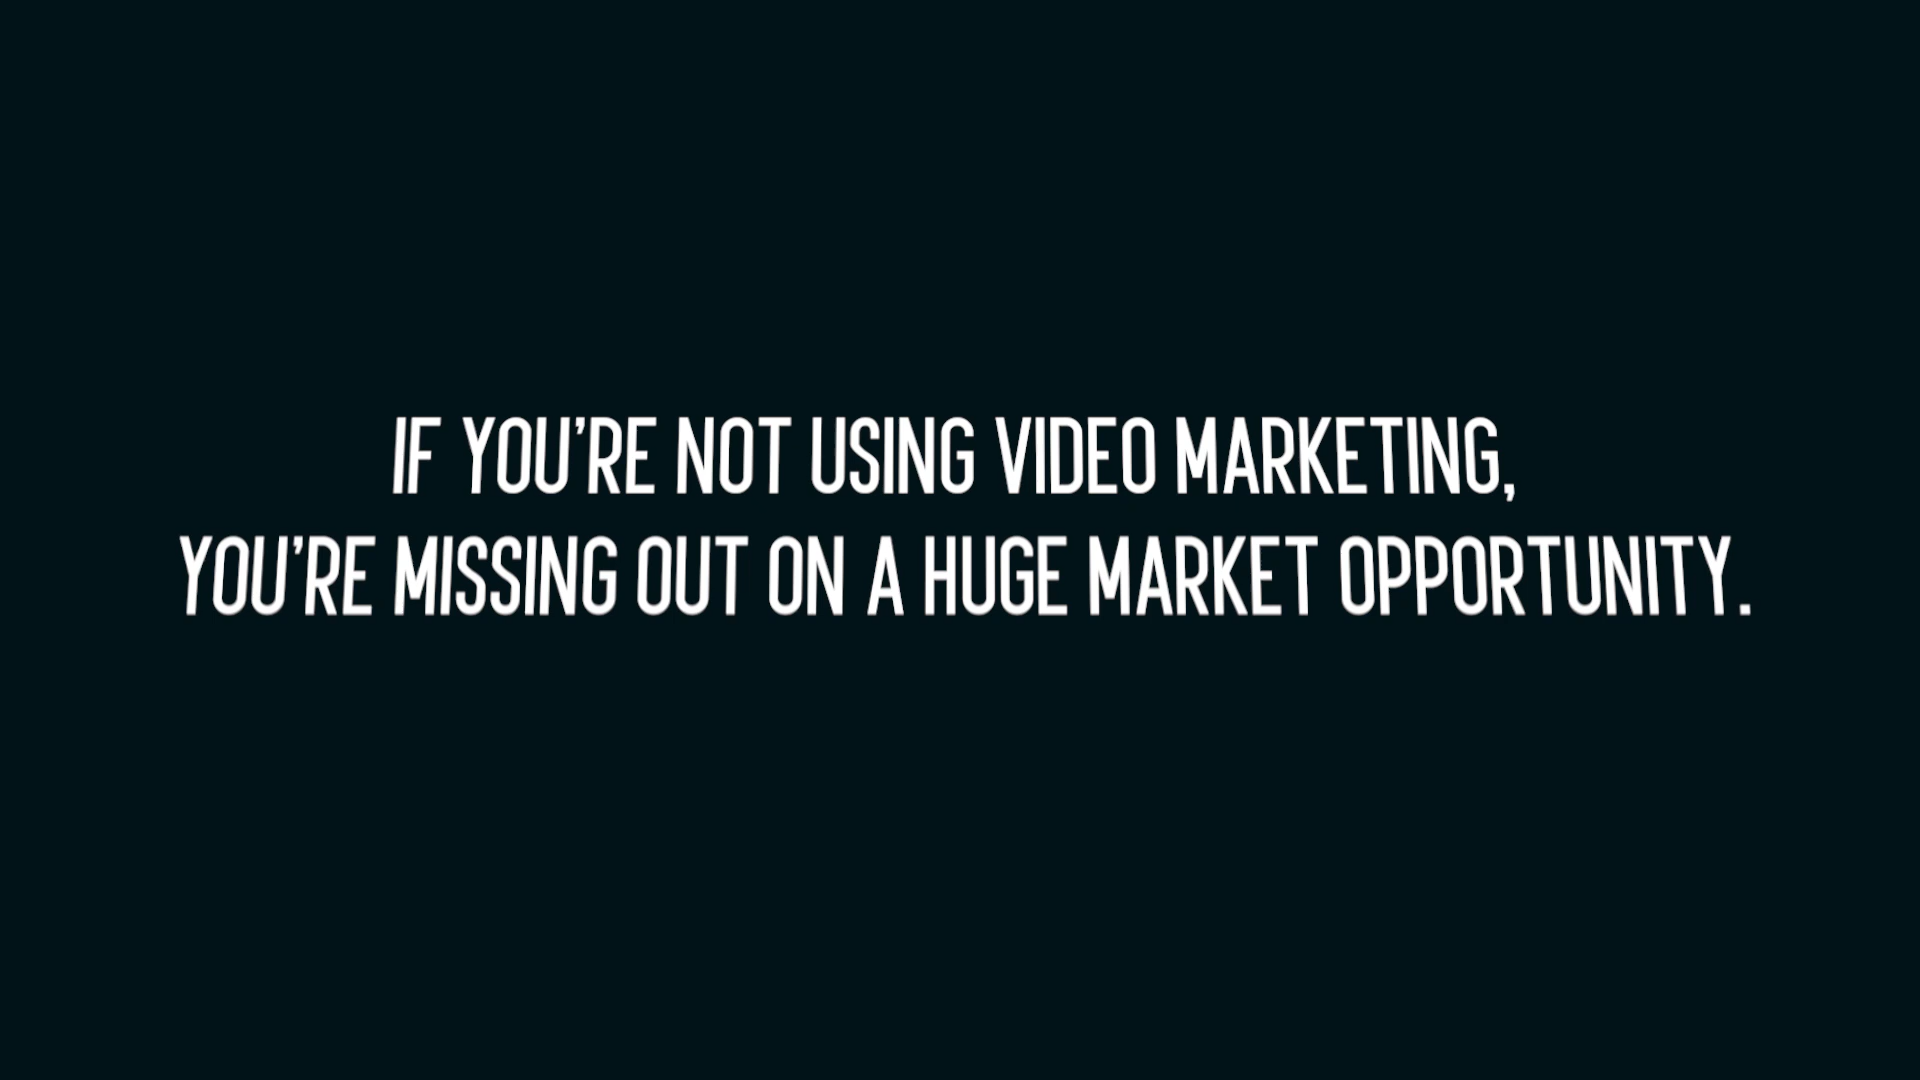 IF YOU'RE NOT USING VIDEO MARKETING,
YOU'RE MISSING OUT ON A HUGE MARKET OPPORTUNITY.